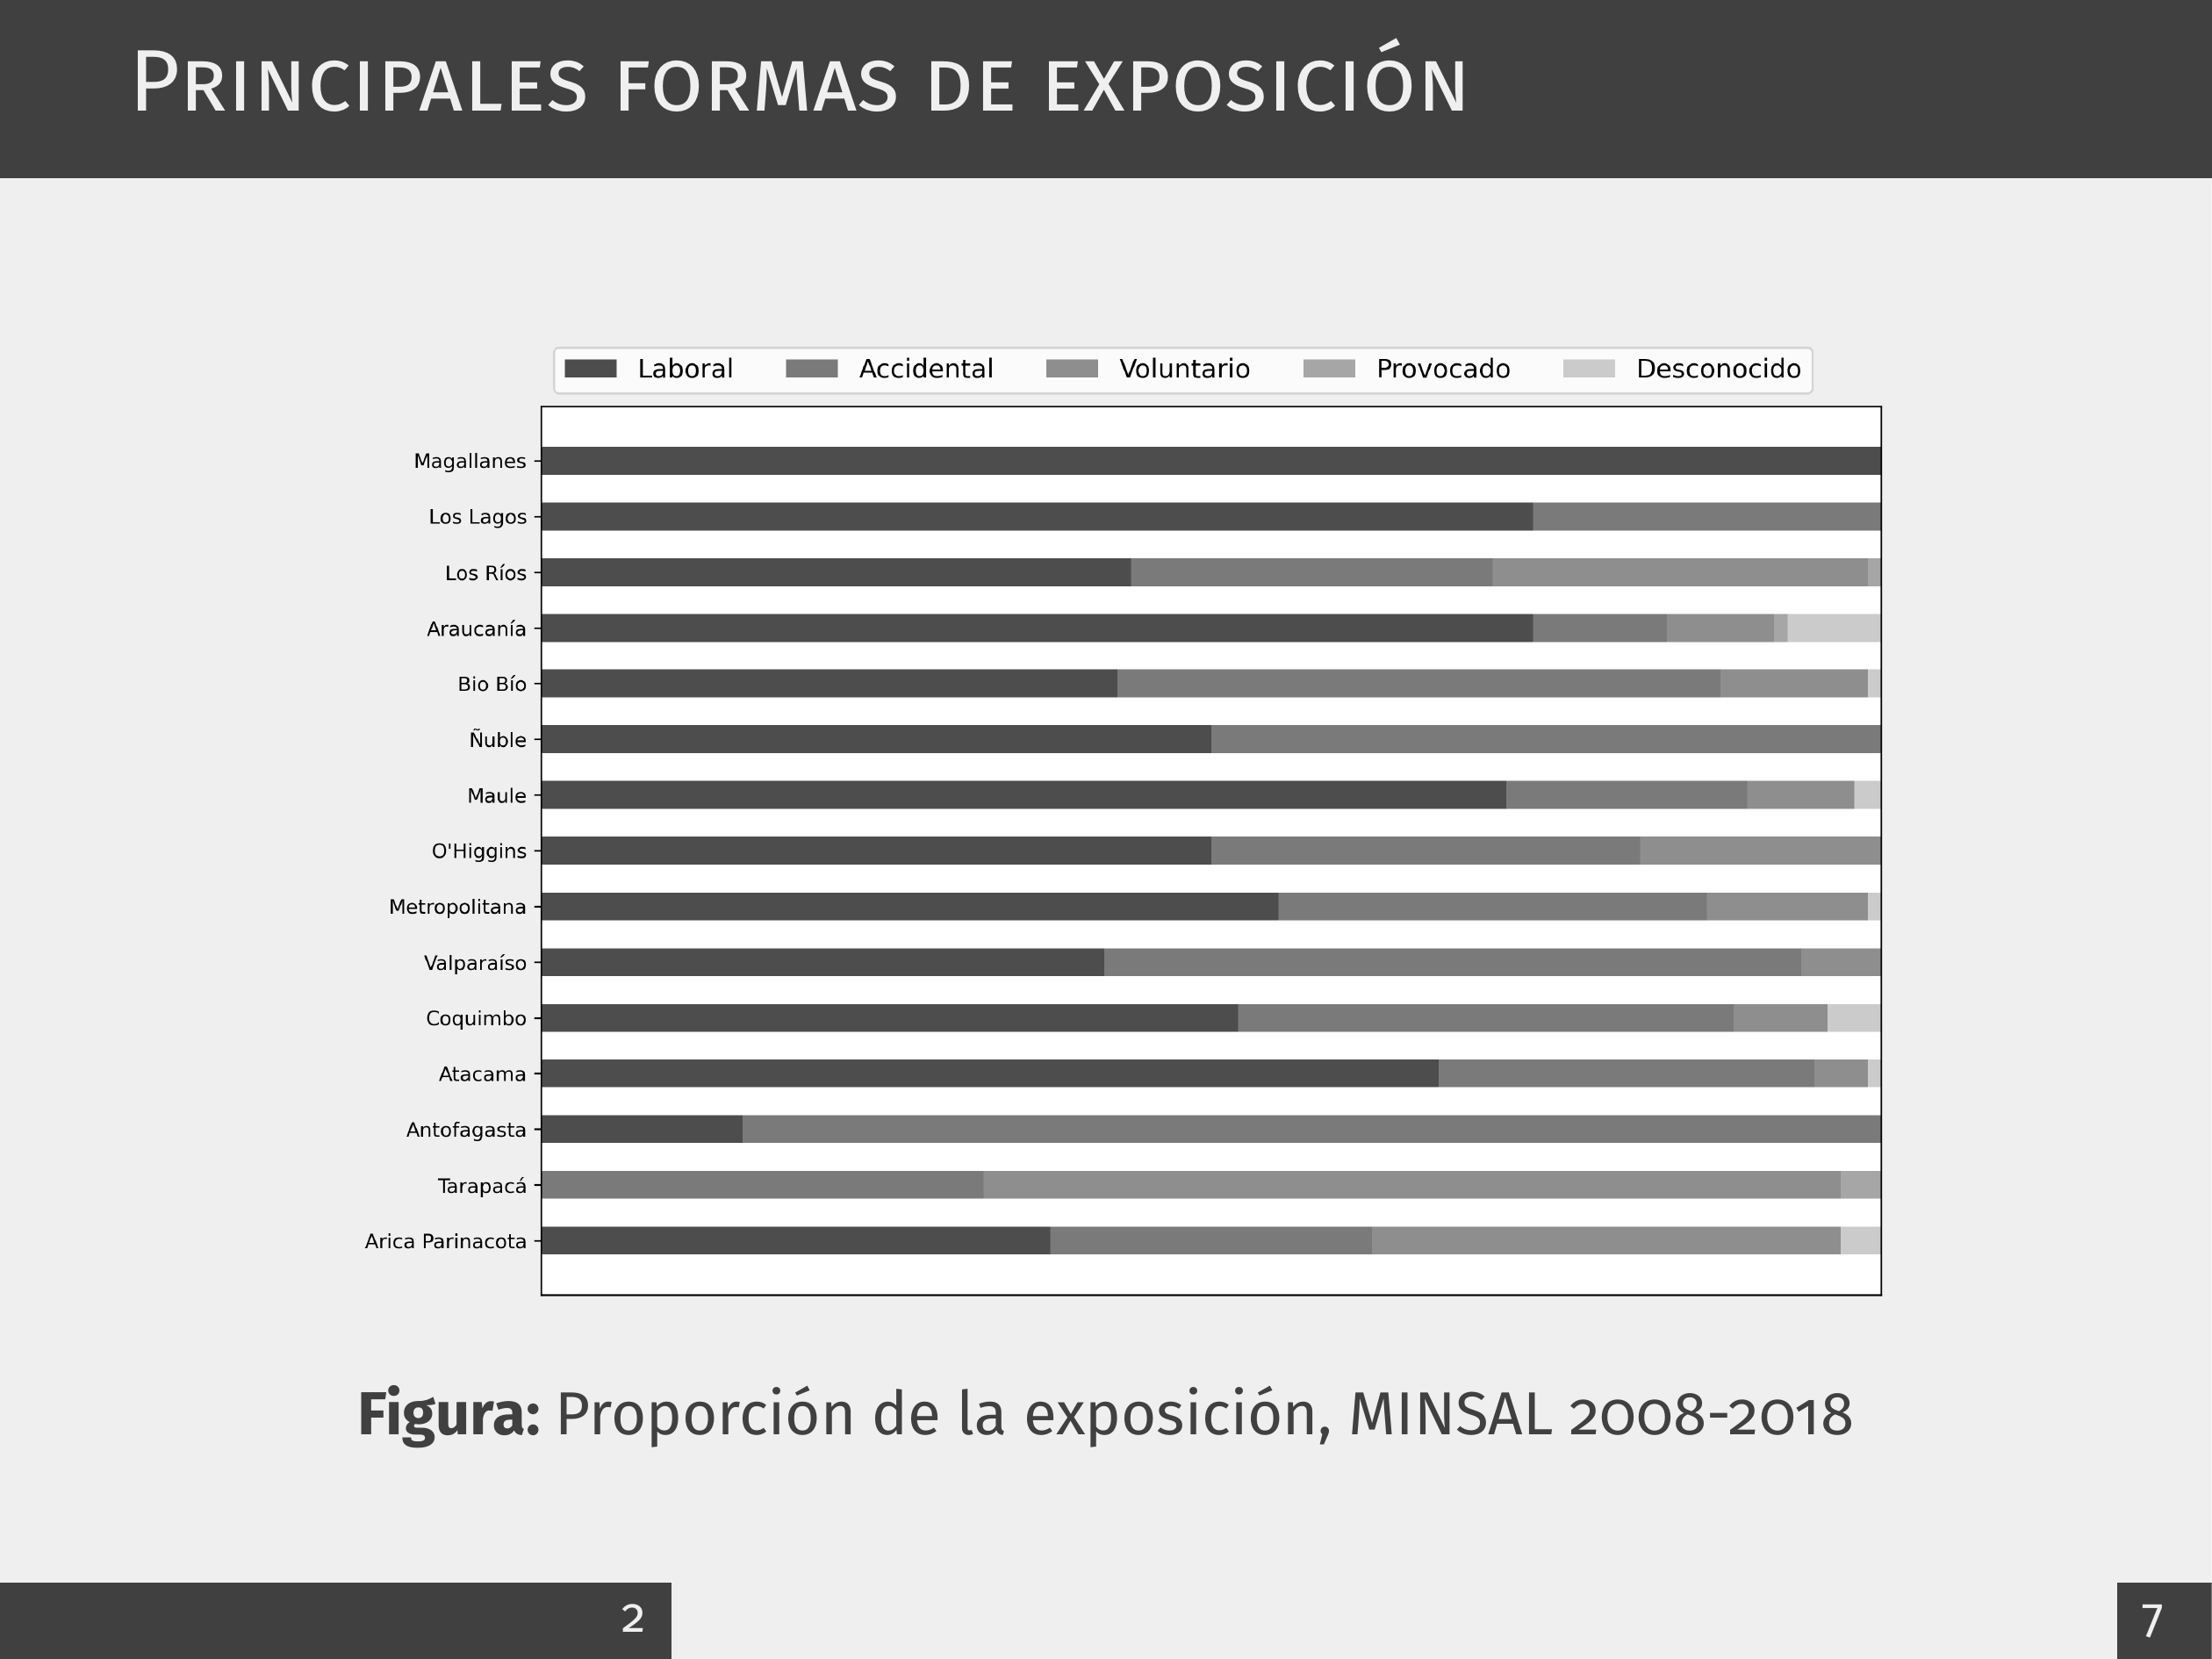 Principales formas de exposición
Laboral Accidental Voluntario Provocado Desconocido
Magallanes
Los Lagos
Los Ríos
Araucanía
Bio Bío
Ñuble
Maule
O'Higgins
Metropolitana
Valparaíso
Coquimbo
Atacama
Antofagasta
Tarapacá
Arica Parinacota
Figura: Proporción de la exposición, MINSAL 2008-2018
2
7